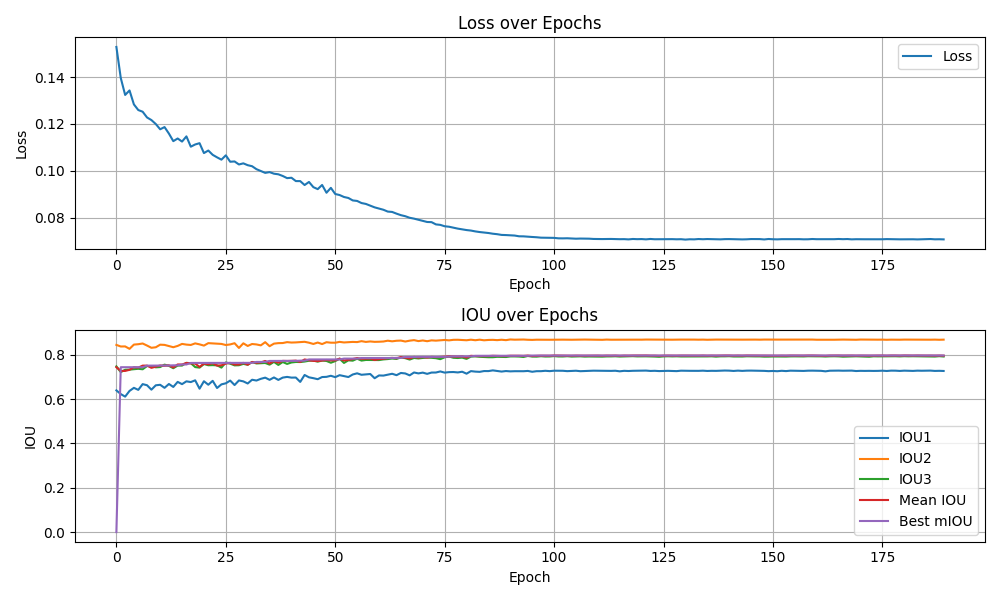 Loss over Epochs
Loss
0.14
0.12
0.10
0.08
Loss
0 25 50 75 100 125 150 175
Epoch
IOU over Epochs
0.8
0.6
0.4
0.2
0.0
IOU
IOU1
IOU2
IOU3
Mean IOU
Best mIOU
0 25 50 75 100 125 150 175
Epoch